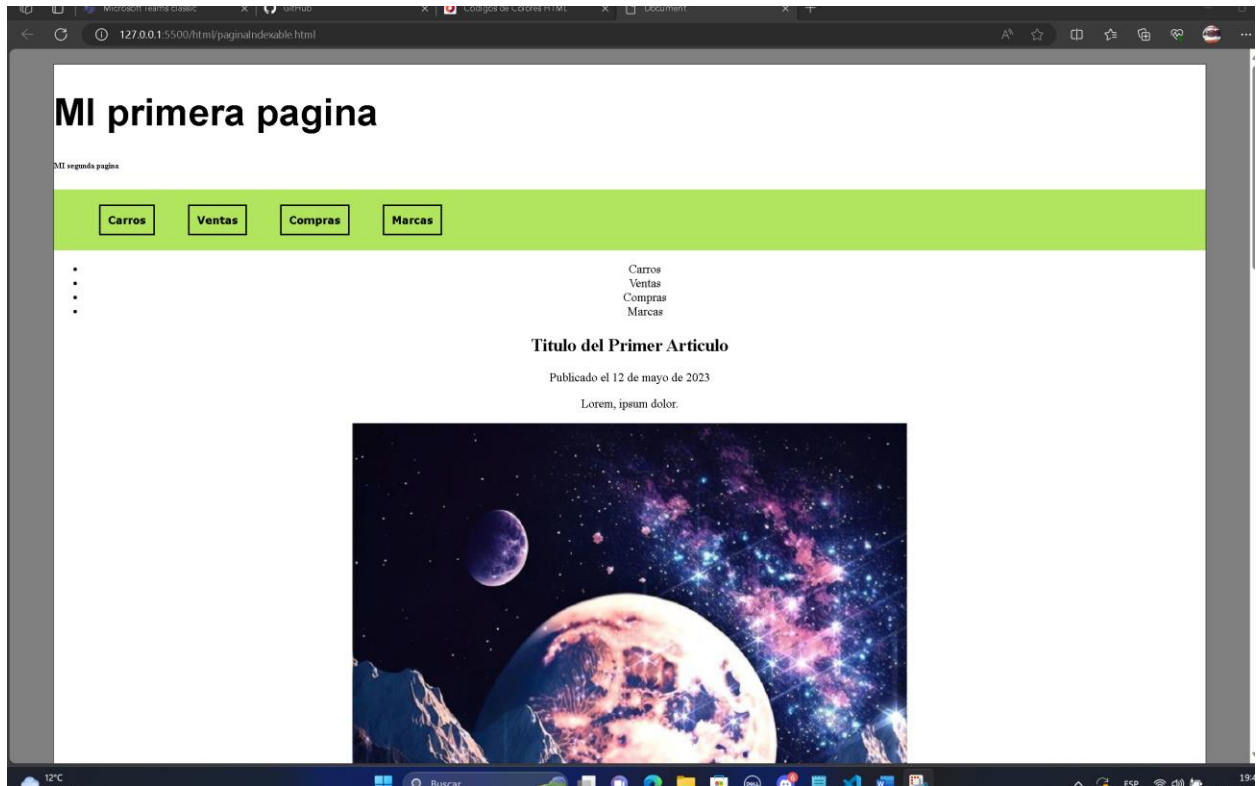 Microsoft Teams classic
GitHub
Códigos de Colores HTML
Document
127.0.0.1:5500/html/paginaIndexable.html
MI primera pagina
MI segunda pagina
Carros
Ventas
Compras
Marcas
Carros
Ventas
Compras
Marcas
Titulo del Primer Articulo
Publicado el 12 de mayo de 2023
Lorem, ipsum dolor.
12°C
Buscar
ESP
19:4